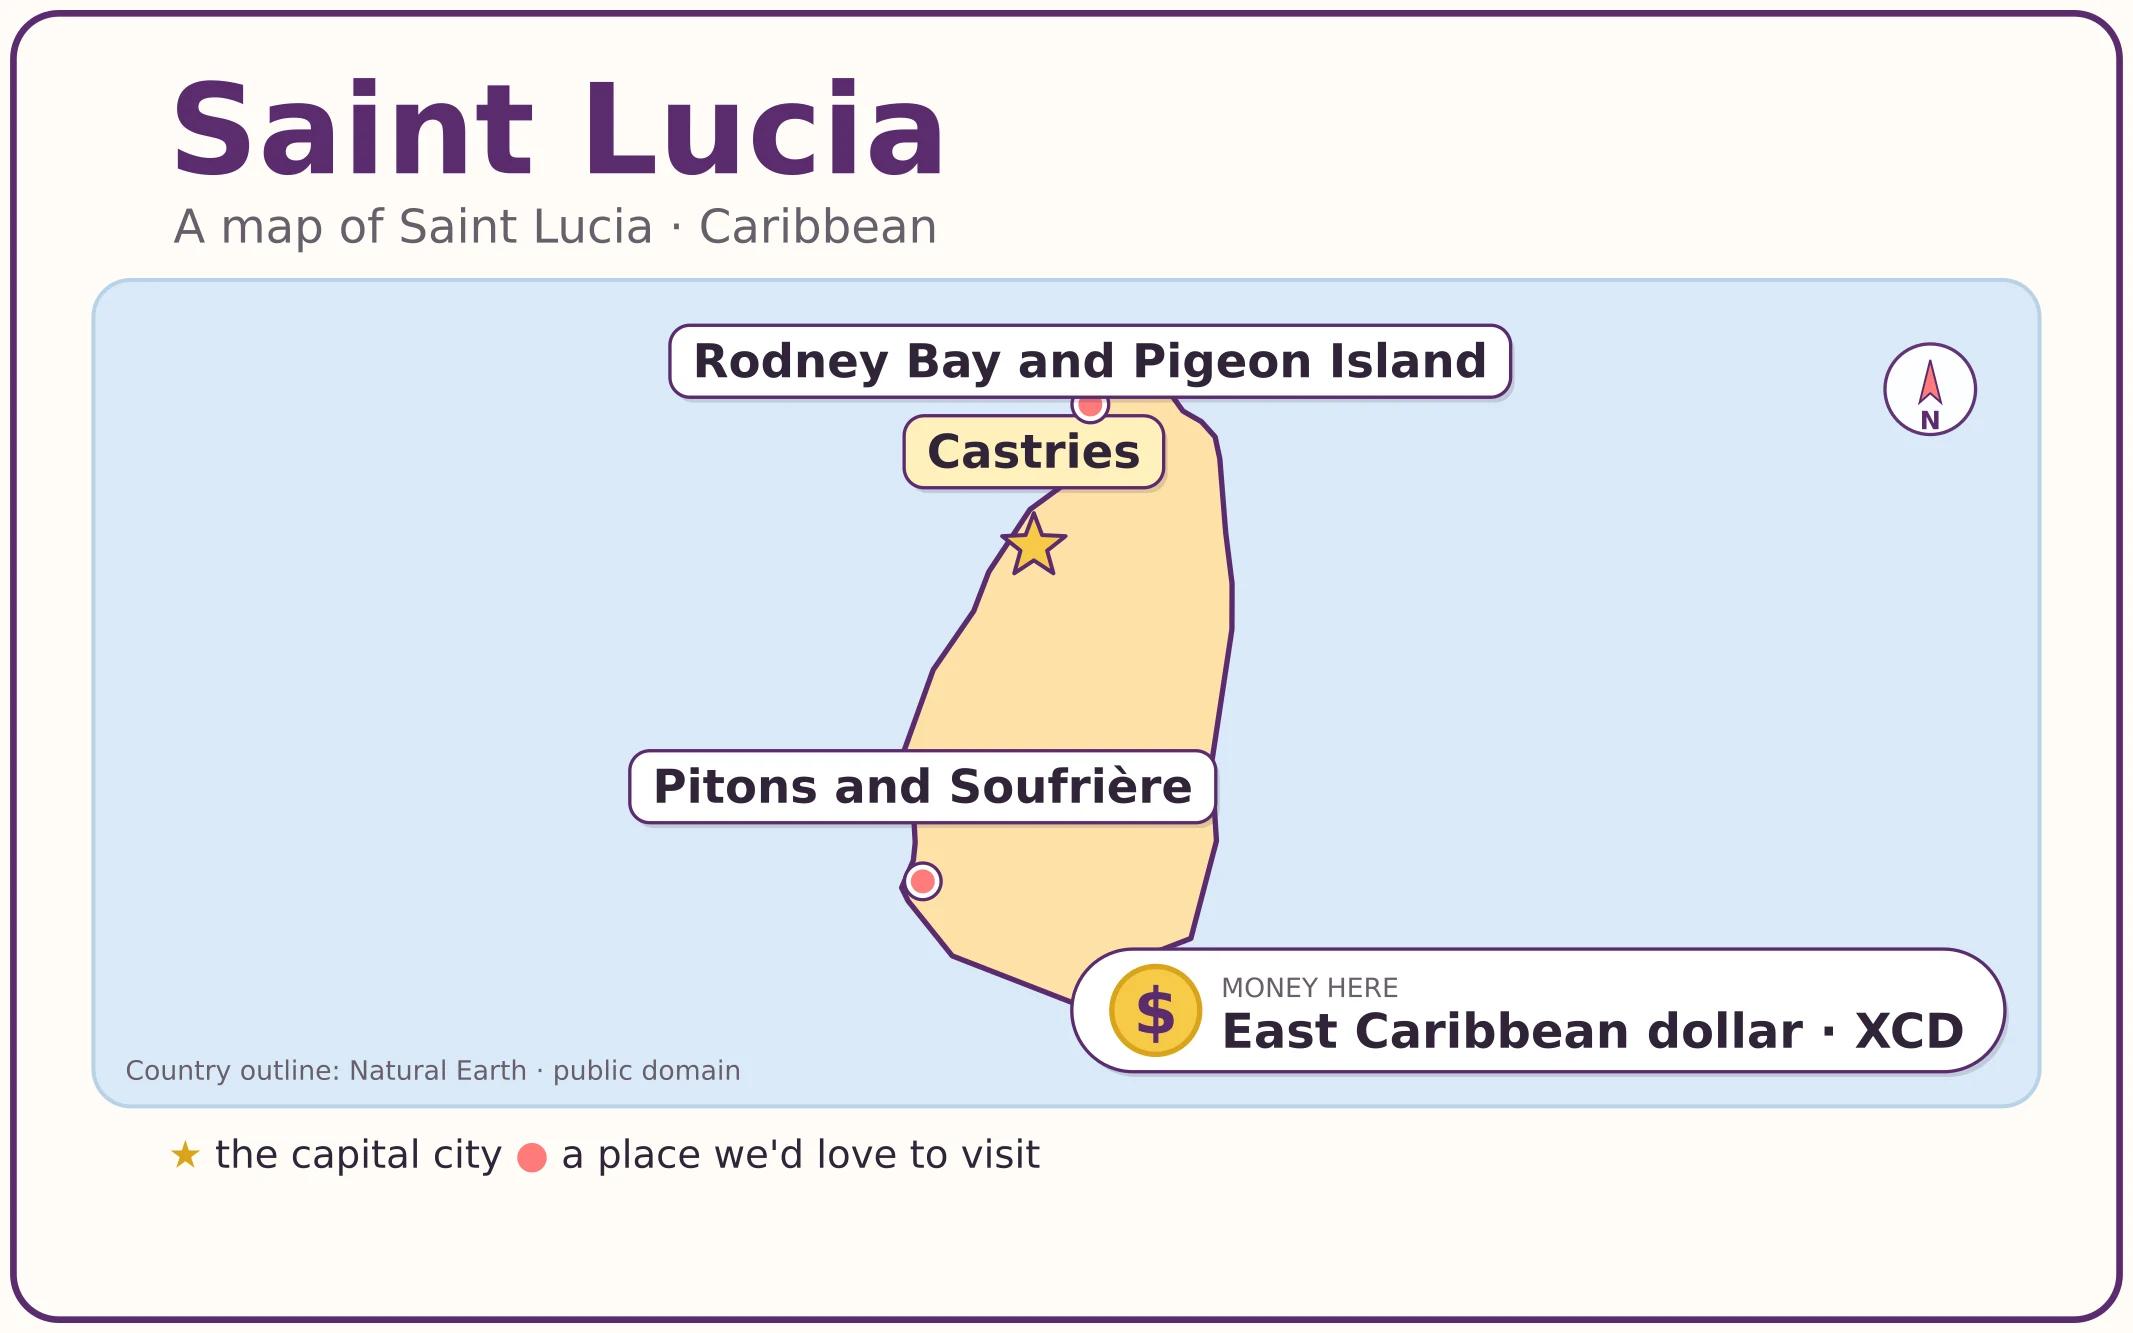 Saint Lucia
A map of Saint Lucia · Caribbean
Rodney Bay and Pigeon Island
N
Castries
Pitons and Soufrière
$
MONEY HERE
East Caribbean dollar · XCD
Country outline: Natural Earth · public domain
★ the capital city ● a place we'd love to visit